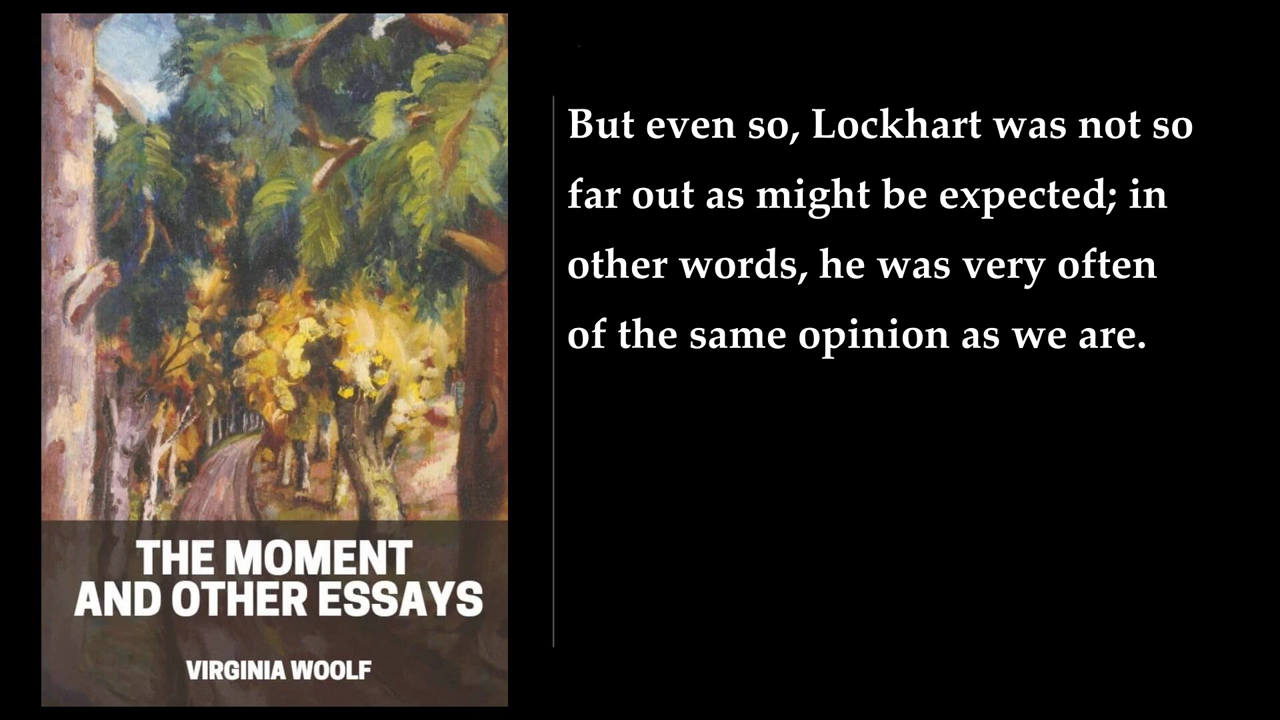 THE MOMENT
AND OTHER ESSAYS
VIRGINIA WOOLF
But even so, Lockhart was not so
far out as might be expected; in
other words, he was very often
of the same opinion as we are.